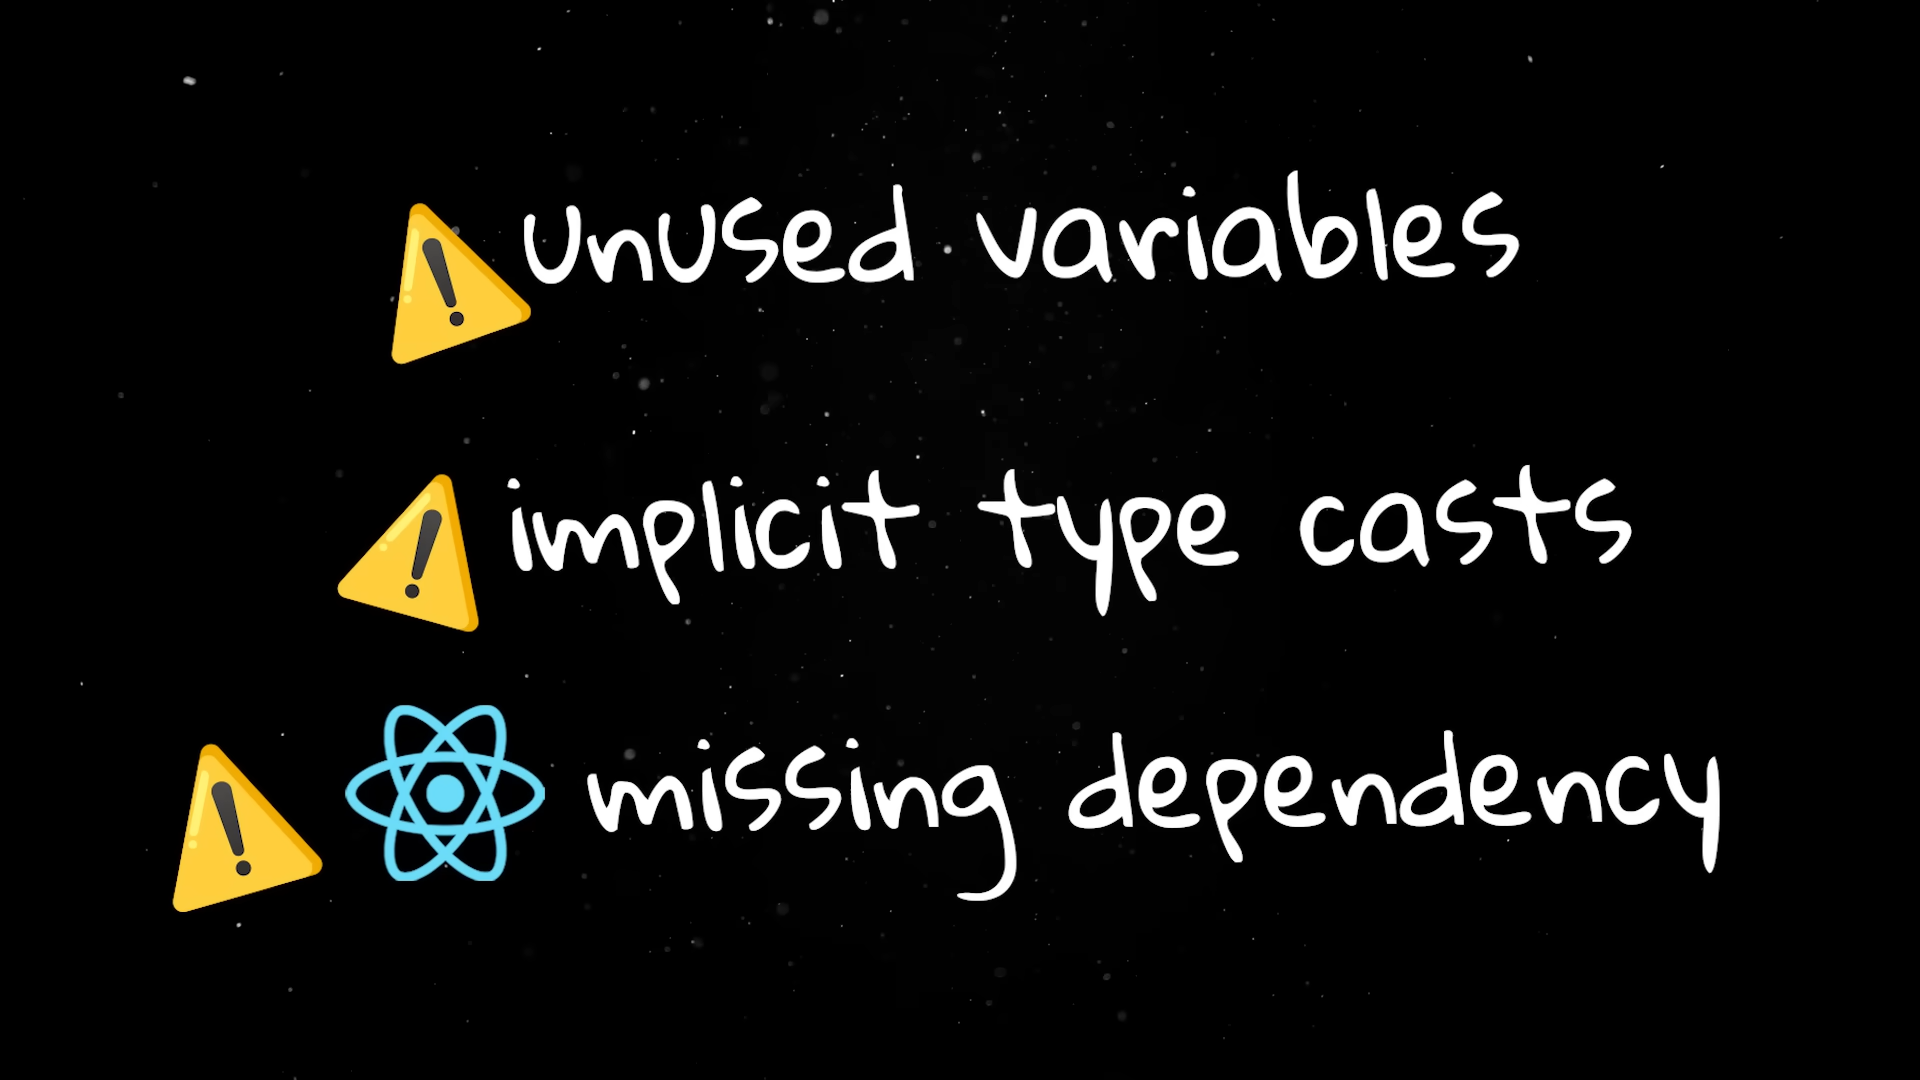 unused variables
implicit type casts
missing dependency